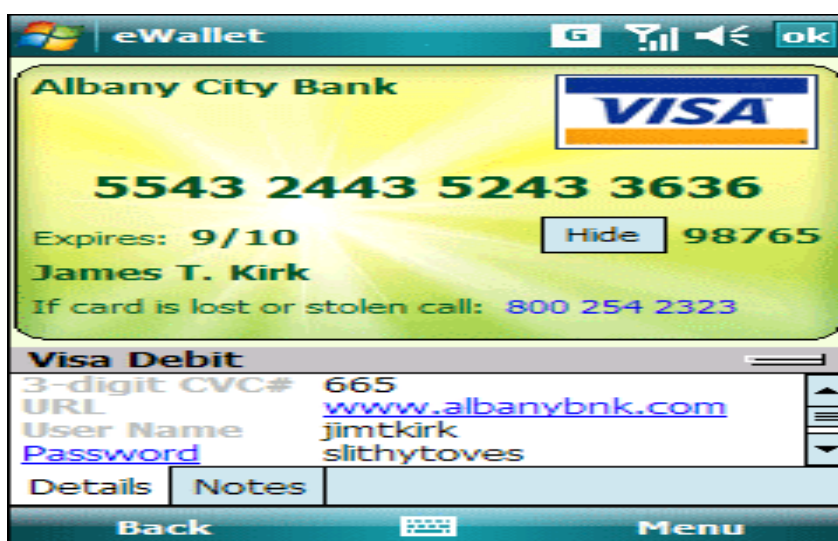 eWallet G ok
Albany City Bank
VISA
5543 2443 5243 3636
Expires: 9/10 Hide 98765
James T. Kirk
If card is lost or stolen call: 800 254 2323
Visa Debit
3-digit CVC# 665
URL www.albanybnk.com
User Name jimtkirk
Password slithytoves
Details Notes
Back Menu